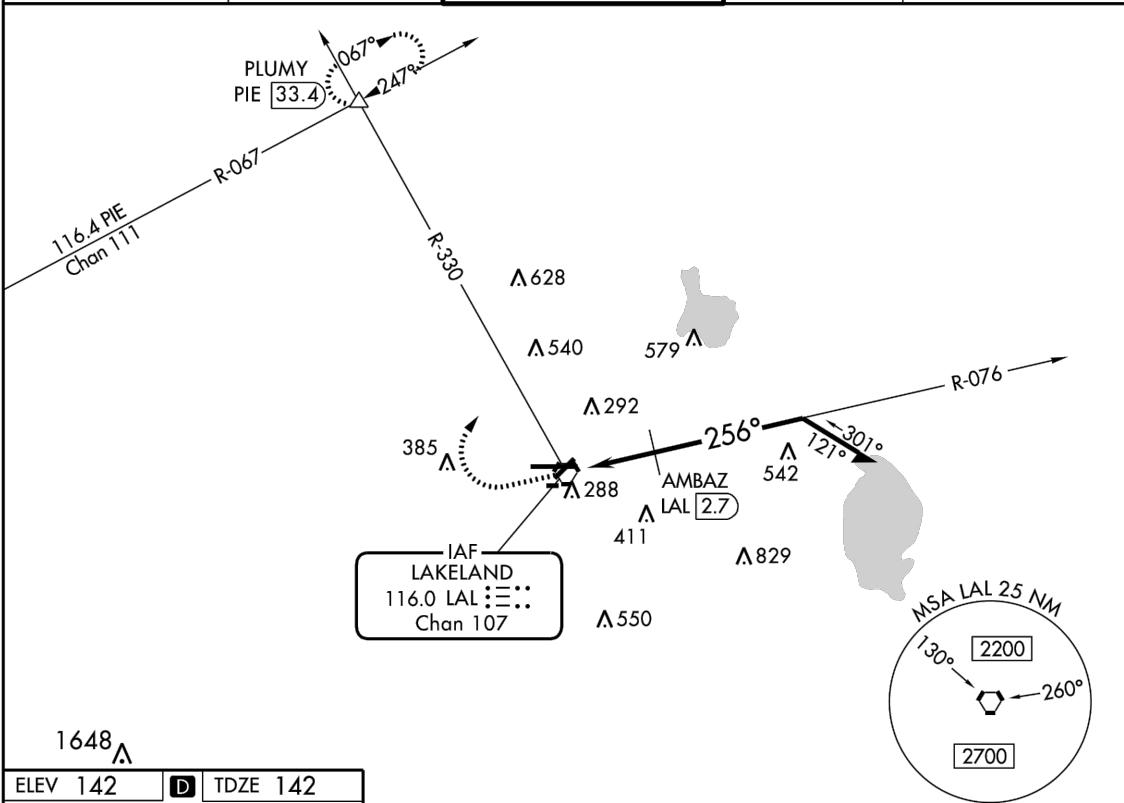 067°
247°
PLUMY
PIE 33.4
R-067
116.4 PIE
Chan 111
R-330
628
540
579
292
R-076
256°
301°
121°
385
542
AMBAZ
LAL 2.7
288
411
829
IAF
LAKELAND
116.0 LAL
Chan 107
550
MSA LAL 25 NM
2200
130°
260°
2700
1648
ELEV 142 D TDZE 142